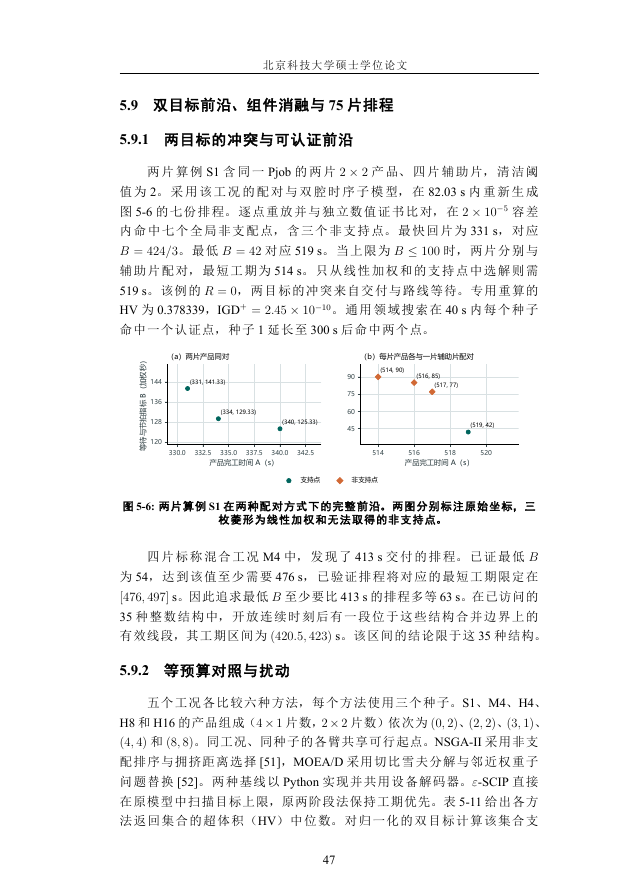 北京科技大学硕士学位论文
5.9 双目标前沿、组件消融与 75 片排程
5.9.1 两目标的冲突与可认证前沿
两片算例 S1 含同一 Pjob 的两片 2 × 2 产品、四片辅助片，清洁阈
值为 2。采用该工况的配对与双腔时序子模型，在 82.03 s 内重新生成
图 5-6 的七份排程。逐点重放并与独立数值证书比对，在 2 × 10⁻⁵ 容差
内命中七个全局非支配点，含三个非支持点。最快回片为 331 s，对应
B = 424/3。最低 B = 42 对应 519 s。当上限为 B ≤ 100 时，两片分别与
辅助片配对，最短工期为 514 s。只从线性加权和的支持点中选解则需
519 s。该例的 R = 0，两目标的冲突来自交付与路线等待。专用重算的
HV 为 0.378339，IGD⁺ = 2.45 × 10⁻¹⁰。通用领域搜索在 40 s 内每个种子
命中一个认证点，种子 1 延长至 300 s 后命中两个点。
（a）两片产品同对
等待与节拍指标 B（加权秒）
144
136
128
120
(331, 141.33)
(334, 129.33)
(340, 125.33)
330.0 332.5 335.0 337.5 340.0 342.5
产品完工时间 A（s）
（b）每片产品各与一片辅助片配对
90
75
60
45
(514, 90)
(516, 85)
(517, 77)
(519, 42)
514 516 518 520
产品完工时间 A（s）
支持点 非支持点
图 5-6: 两片算例 S1 在两种配对方式下的完整前沿。两图分别标注原始坐标，三
枚菱形为线性加权和无法取得的非支持点。
四片标称混合工况 M4 中，发现了 413 s 交付的排程。已证最低 B
为 54，达到该值至少需要 476 s，已验证排程将对应的最短工期限定在
[476, 497] s。因此追求最低 B 至少要比 413 s 的排程多等 63 s。在已访问的
35 种整数结构中，开放连续时刻后有一段位于这些结构合并边界上的
有效线段，其工期区间为 (420.5, 423) s。该区间的结论限于这 35 种结构。
5.9.2 等预算对照与扰动
五个工况各比较六种方法，每个方法使用三个种子。S1、M4、H4、
H8 和 H16 的产品组成（4 × 1 片数，2 × 2 片数）依次为 (0, 2)、(2, 2)、(3, 1)、
(4, 4) 和 (8, 8)。同工况、同种子的各臂共享可行起点。NSGA-II 采用非支
配排序与拥挤距离选择 [51]，MOEA/D 采用切比雪夫分解与邻近权重子
问题替换 [52]。两种基线以 Python 实现并共用设备解码器。ε-SCIP 直接
在原模型中扫描目标上限，原两阶段法保持工期优先。表 5-11 给出各方
法返回集合的超体积（HV）中位数。对归一化的双目标计算该集合支
47